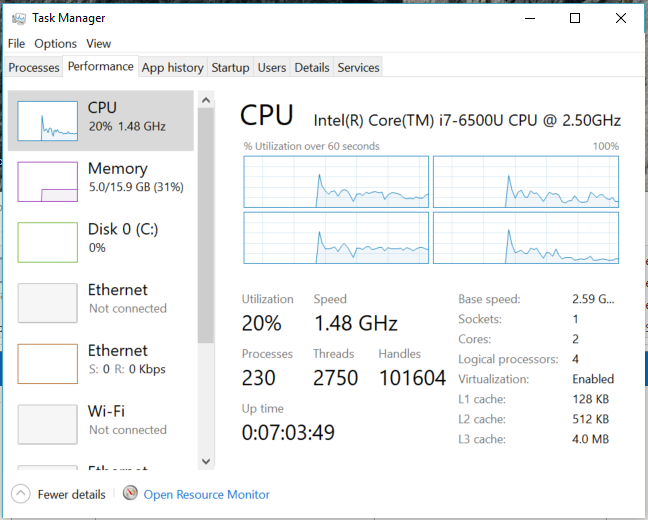 Task Manager
File Options View
Processes Performance App history Startup Users Details Services
CPU
20% 1.48 GHz
Memory
5.0/15.9 GB (31%)
Disk 0 (C:)
0%
Ethernet
Not connected
Ethernet
S: 0 R: 0 Kbps
Wi-Fi
Not connected
CPU Intel(R) Core(TM) i7-6500U CPU @ 2.50GHz
% Utilization over 60 seconds 100%
Utilization Speed
20% 1.48 GHz
Processes Threads Handles
230 2750 101604
Up time
0:07:03:49
Base speed: 2.59 G...
Sockets: 1
Cores: 2
Logical processors: 4
Virtualization: Enabled
L1 cache: 128 KB
L2 cache: 512 KB
L3 cache: 4.0 MB
Fewer details Open Resource Monitor